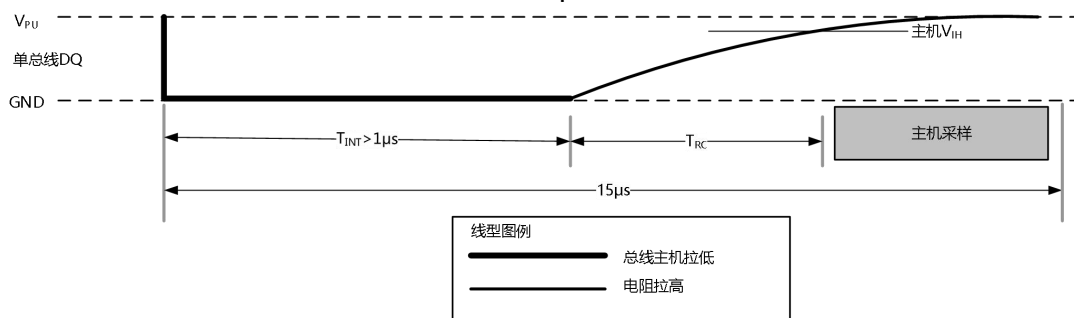 VPU
主机VIH
单总线DQ
GND
TINT>1μs
TRC
主机采样
15μs
线型图例
总线主机拉低
电阻拉高